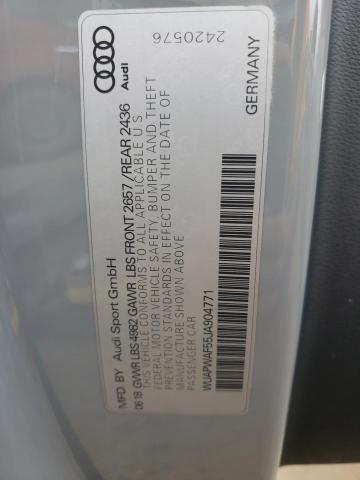 Audi
2420576
MFD. BY Audi Sport GmbH
06.18 GVWR LBS 4982 GAWR LBS FRONT 2657 / REAR 2436
THIS VEHICLE CONFORMS TO ALL APPLICABLE U.S.
FEDERAL MOTOR VEHICLE SAFETY, BUMPER AND THEFT
PREVENTION STANDARDS IN EFFECT ON THE DATE OF
MANUFACTURE SHOWN ABOVE
PASSENGER CAR
WUAPWAF55JA904771
GERMANY